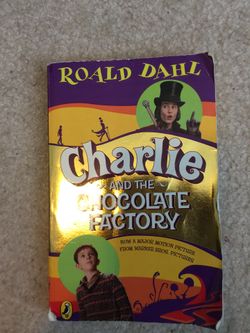 ROALD DAHL
Charlie
AND THE
CHOCOLATE
FACTORY
NOW A MAJOR MOTION PICTURE
FROM WARNER BROS. PICTURES